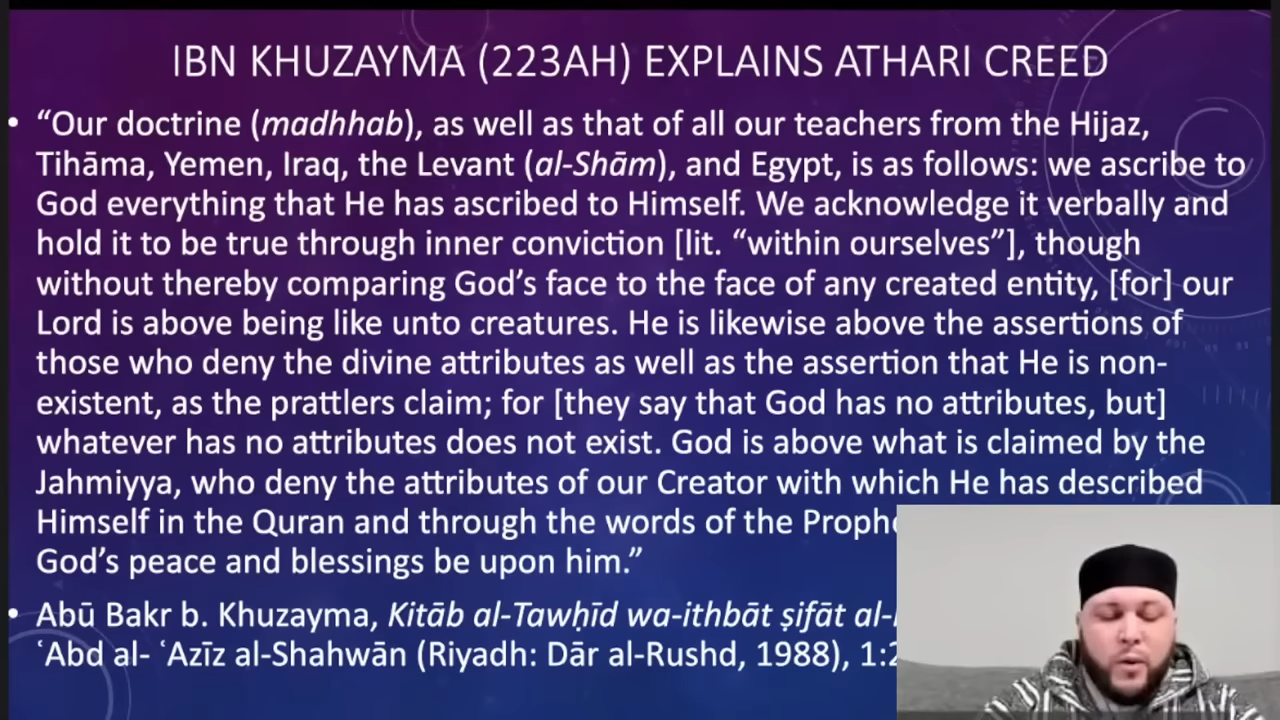 IBN KHUZAYMA (223AH) EXPLAINS ATHARI CREED
• “Our doctrine (madhhab), as well as that of all our teachers from the Hijaz,
Tihāma, Yemen, Iraq, the Levant (al-Shām), and Egypt, is as follows: we ascribe to
God everything that He has ascribed to Himself. We acknowledge it verbally and
hold it to be true through inner conviction [lit. “within ourselves”], though
without thereby comparing God’s face to the face of any created entity, [for] our
Lord is above being like unto creatures. He is likewise above the assertions of
those who deny the divine attributes as well as the assertion that He is non-
existent, as the prattlers claim; for [they say that God has no attributes, but]
whatever has no attributes does not exist. God is above what is claimed by the
Jahmiyya, who deny the attributes of our Creator with which He has described
Himself in the Quran and through the words of the
God’s peace and blessings be upon him.”
• Abū Bakr b. Khuzayma, Kitāb al-Tawḥīd wa-ithbāt ṣifāt
ʿAbd al- ʿAzīz al-Shahwān (Riyadh: Dār al-Rushd, 1988),